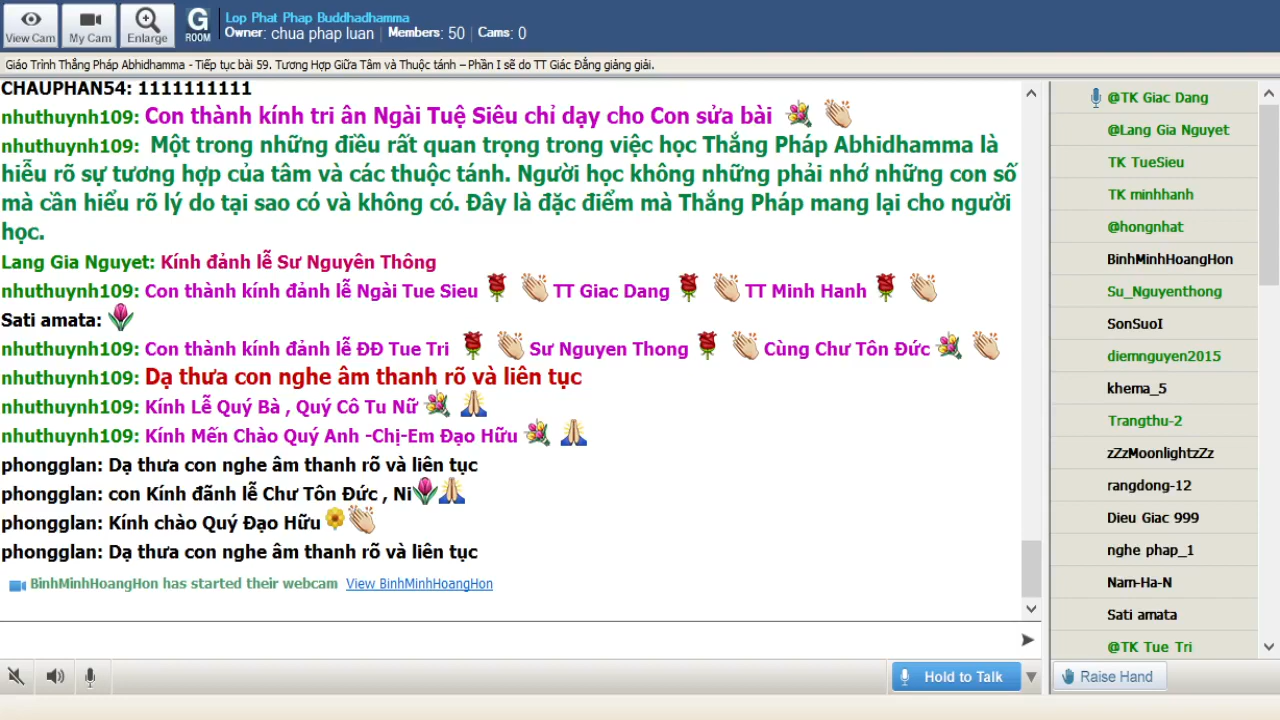 View Cam
My Cam
Enlarge
G
ROOM
Lop Phat Phap Buddhadhamma
Owner: chua phap luan | Members: 50 | Cams: 0
Giáo Trình Thắng Pháp Abhidhamma - Tiếp tục bài 59. Tương Hợp Giữa Tâm và Thuộc tánh – Phần I sẽ do TT Giác Đẳng giảng giải.
CHAUPHAN54: 1111111111
nhuthuynh109: Con thành kính tri ân Ngài Tuệ Siêu chỉ dạy cho Con sửa bài
nhuthuynh109: Một trong những điều rất quan trọng trong việc học Thắng Pháp Abhidhamma là
hiểu rõ sự tương hợp của tâm và các thuộc tánh. Người học không những phải nhớ những con số
mà cần hiểu rõ lý do tại sao có và không có. Đây là đặc điểm mà Thắng Pháp mang lại cho người
học.
Lang Gia Nguyet: Kính đảnh lễ Sư Nguyên Thông
nhuthuynh109: Con thành kính đảnh lễ Ngài Tue Sieu TT Giac Dang TT Minh Hanh
Sati amata:
nhuthuynh109: Con thành kính đảnh lễ ĐĐ Tue Tri Sư Nguyen Thong Cùng Chư Tôn Đức
nhuthuynh109: Dạ thưa con nghe âm thanh rõ và liên tục
nhuthuynh109: Kính Lễ Quý Bà , Quý Cô Tu Nữ
nhuthuynh109: Kính Mến Chào Quý Anh -Chị-Em Đạo Hữu
phongglan: Dạ thưa con nghe âm thanh rõ và liên tục
phongglan: con Kính đãnh lễ Chư Tôn Đức , Ni
phongglan: Kính chào Quý Đạo Hữu
phongglan: Dạ thưa con nghe âm thanh rõ và liên tục
BinhMinhHoangHon has started their webcam View BinhMinhHoangHon
Hold to Talk
@TK Giac Dang
@Lang Gia Nguyet
TK TueSieu
TK minhhanh
@hongnhat
BinhMinhHoangHon
Su_Nguyenthong
SonSuoI
diemnguyen2015
khema_5
Trangthu-2
zZzMoonlightzZz
rangdong-12
Dieu Giac 999
nghe phap_1
Nam-Ha-N
Sati amata
@TK Tue Tri
Raise Hand